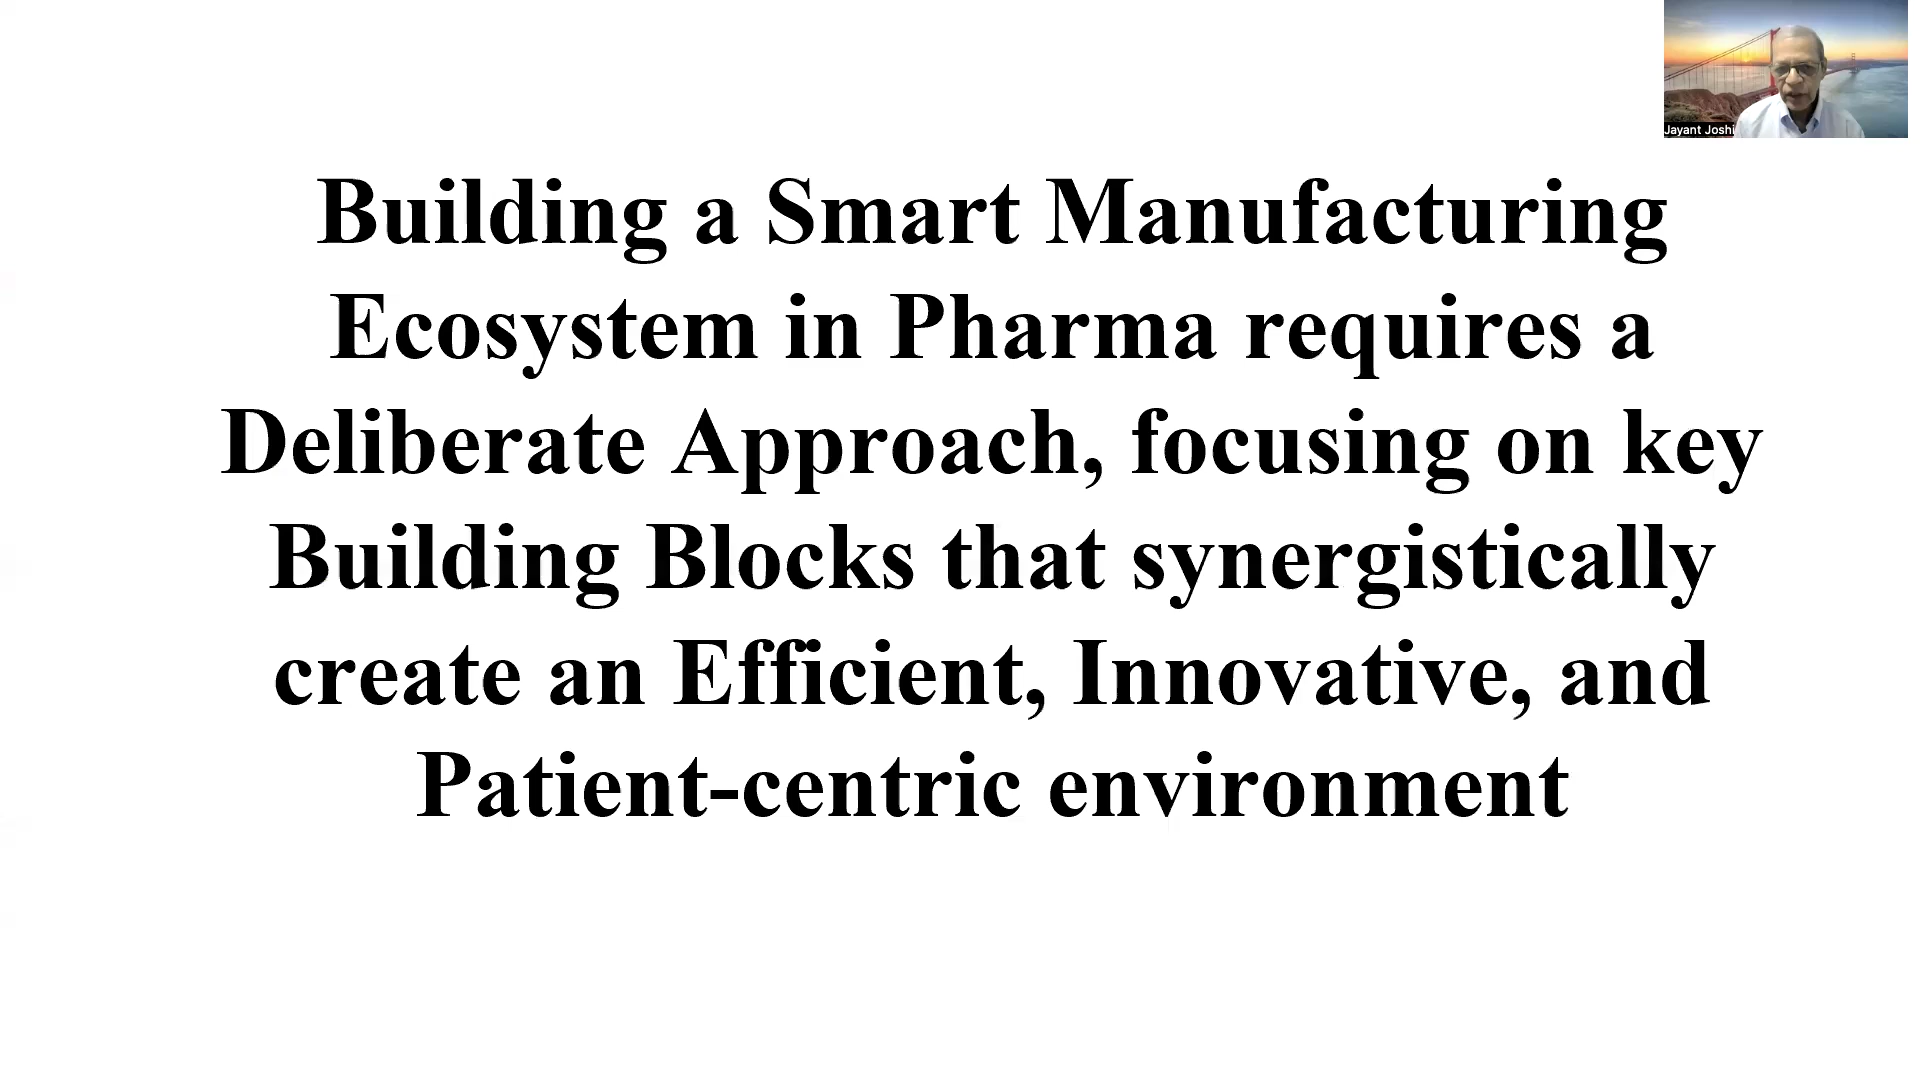 Jayant Joshi
Building a Smart Manufacturing
Ecosystem in Pharma requires a
Deliberate Approach, focusing on key
Building Blocks that synergistically
create an Efficient, Innovative, and
Patient-centric environment